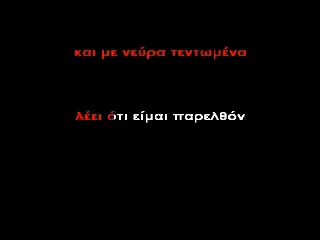 και με νεύρα τεντωμένα
λέει ότι είμαι παρελθόν